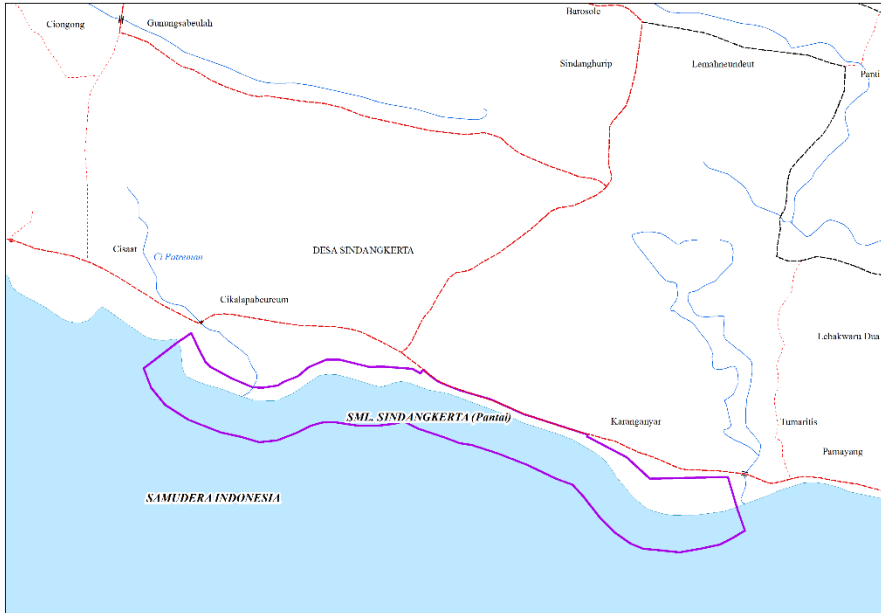 Barosole
Ciongong
Gunungsabeulah
Sindanghurip
Lemahneundeut
Panti
Cisaat
Ci Patreman
DESA SINDANGKERTA
Cikalapabeureum
Lebakwaru Dua
SML. SINDANGKERTA (Pantai)
Karanganyar
Tumaritis
Pamayang
SAMUDERA INDONESIA